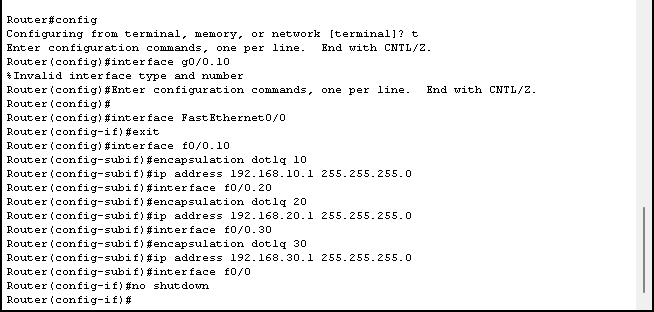 Router#config
Configuring from terminal, memory, or network [terminal]? t
Enter configuration commands, one per line.  End with CNTL/Z.
Router(config)#interface g0/0.10
%Invalid interface type and number
Router(config)#Enter configuration commands, one per line.  End with CNTL/Z.
Router(config)#
Router(config)#interface FastEthernet0/0
Router(config-if)#exit
Router(config)#interface f0/0.10
Router(config-subif)#encapsulation dot1q 10
Router(config-subif)#ip address 192.168.10.1 255.255.255.0
Router(config-subif)#interface f0/0.20
Router(config-subif)#encapsulation dot1q 20
Router(config-subif)#ip address 192.168.20.1 255.255.255.0
Router(config-subif)#interface f0/0.30
Router(config-subif)#encapsulation dot1q 30
Router(config-subif)#ip address 192.168.30.1 255.255.255.0
Router(config-subif)#interface f0/0
Router(config-if)#no shutdown
Router(config-if)#